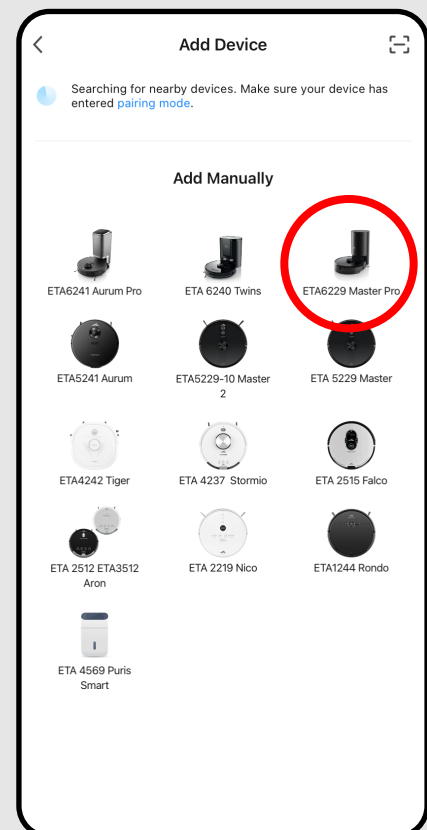 Add Device
Searching for nearby devices. Make sure your device has
entered pairing mode.
Add Manually
ETA6241 Aurum Pro
ETA 6240 Twins
ETA6229 Master Pro
ETA5241 Aurum
ETA5229-10 Master
2
ETA 5229 Master
ETA4242 Tiger
ETA 4237 Stormio
ETA 2515 Falco
ETA 2512 ETA3512
Aron
ETA 2219 Nico
ETA1244 Rondo
ETA 4569 Puris
Smart